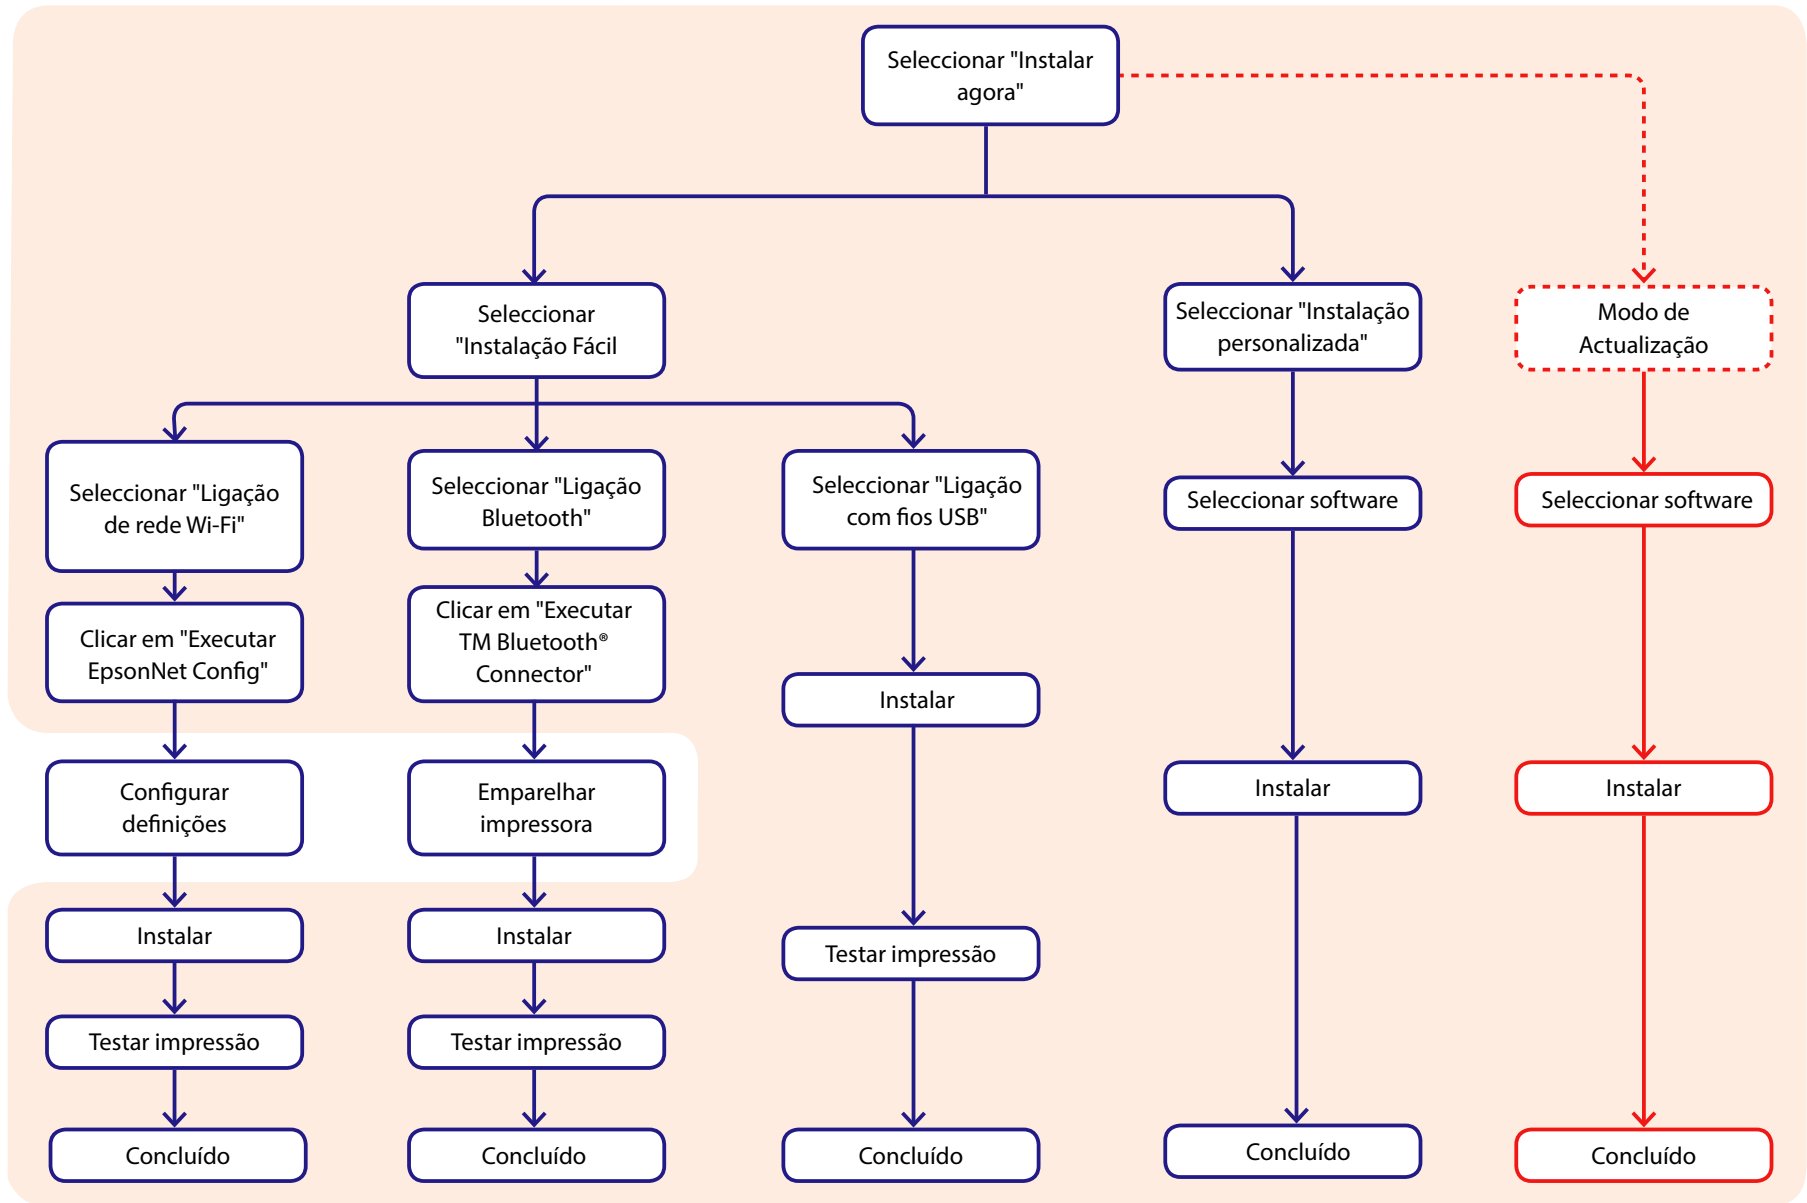 Seleccionar "Instalar
agora"
Seleccionar
"Instalação Fácil
Seleccionar "Instalação
personalizada"
Modo de
Actualização
Seleccionar "Ligação
de rede Wi-Fi"
Seleccionar "Ligação
Bluetooth"
Seleccionar "Ligação
com fios USB"
Seleccionar software
Seleccionar software
Clicar em "Executar
EpsonNet Config"
Clicar em "Executar
TM Bluetooth®
Connector"
Instalar
Configurar
definições
Emparelhar
impressora
Instalar
Instalar
Instalar
Instalar
Testar impressão
Testar impressão
Testar impressão
Concluído
Concluído
Concluído
Concluído
Concluído